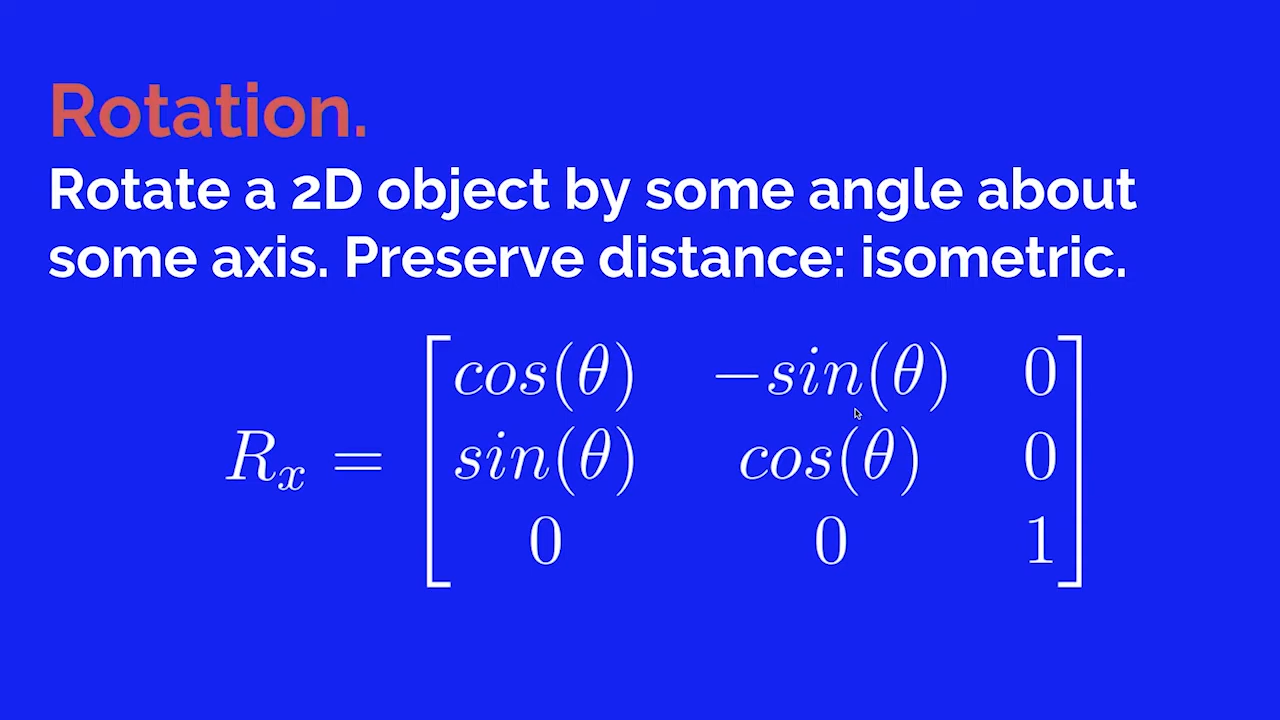 Rotation.
Rotate a 2D object by some angle about
some axis. Preserve distance: isometric.
cos(θ) −sin(θ) 0
R_x = sin(θ) cos(θ) 0
0 0 1